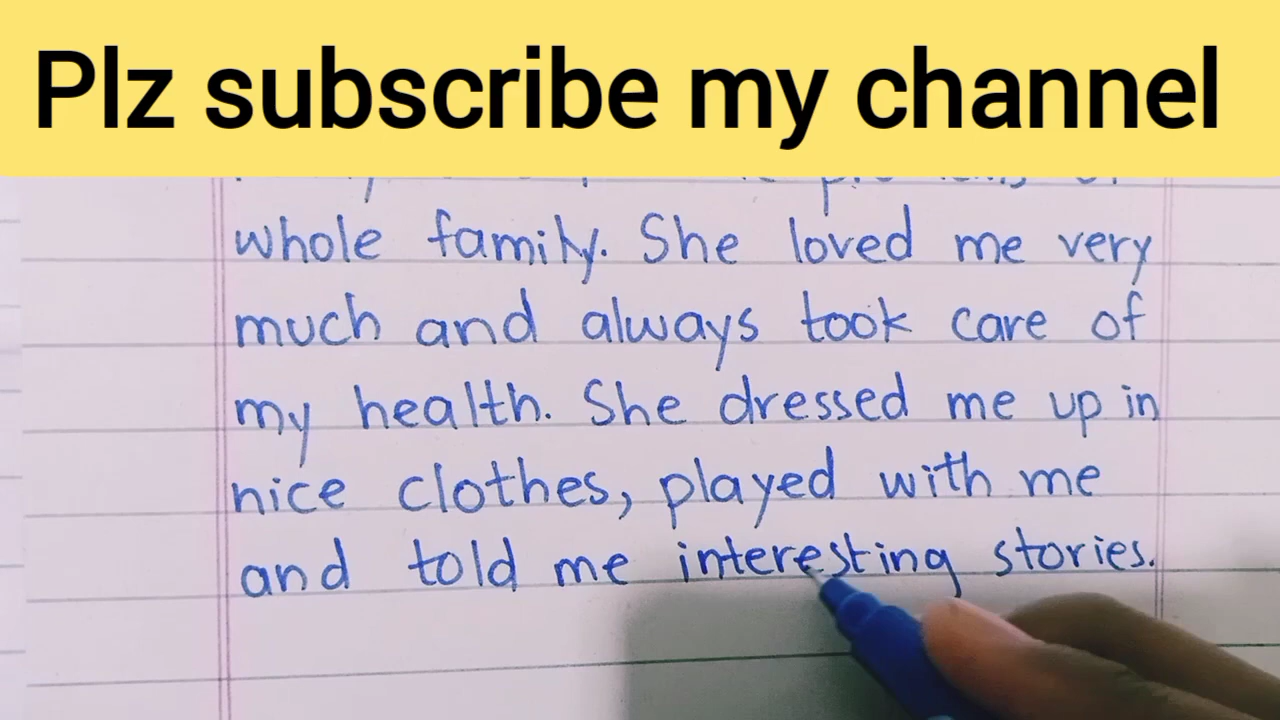 Plz subscribe my channel
whole family. She loved me very
much and always took care of
my health. She dressed me up in
nice clothes, played with me
and told me interesting stories.